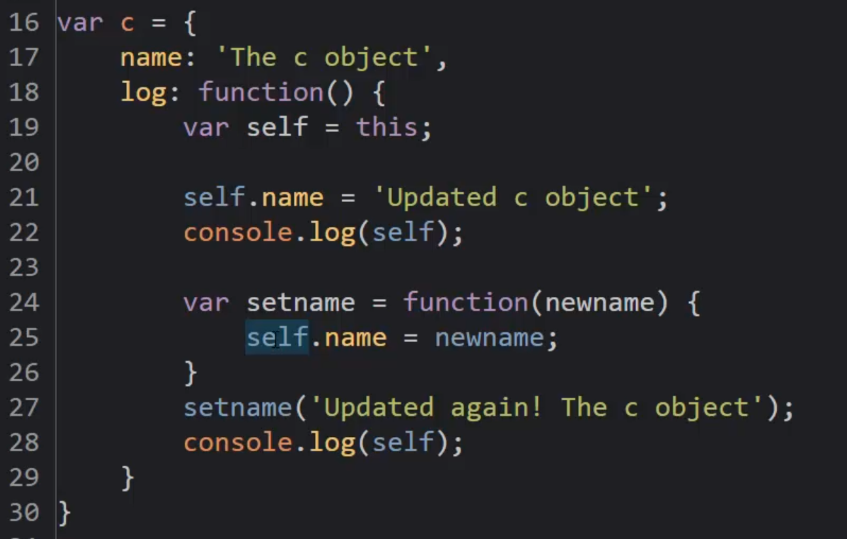 16 var c = {
17     name: 'The c object',
18     log: function() {
19         var self = this;
20
21         self.name = 'Updated c object';
22         console.log(self);
23
24         var setname = function(newname) {
25             self.name = newname;
26         }
27         setname('Updated again! The c object');
28         console.log(self);
29     }
30 }